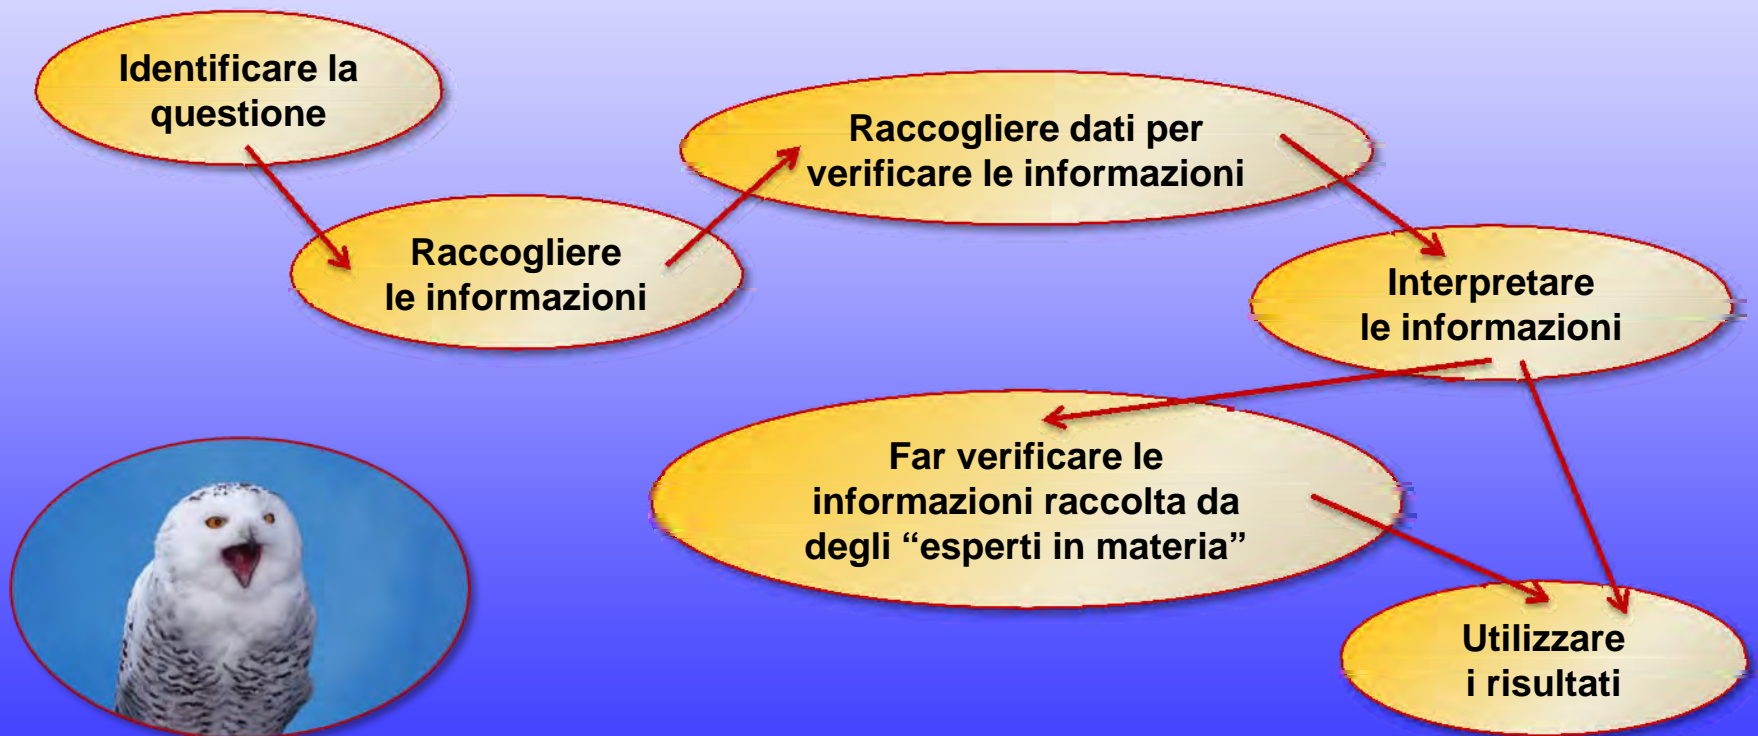 Identificare la
questione
Raccogliere
le informazioni
Raccogliere dati per
verificare le informazioni
Interpretare
le informazioni
Far verificare le
informazioni raccolta da
degli “esperti in materia”
Utilizzare
i risultati